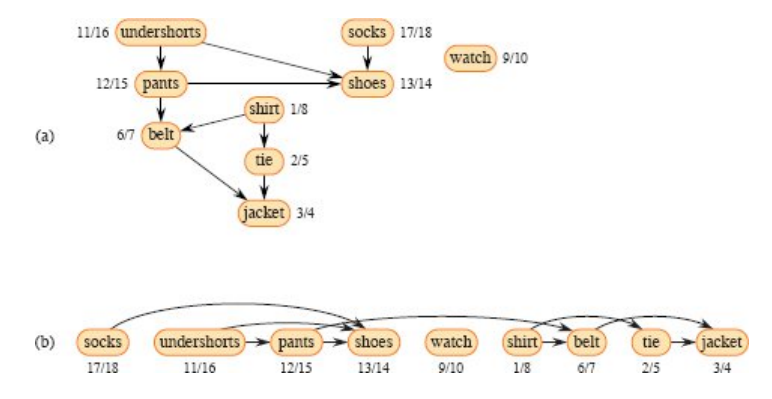 11/16 undershorts socks 17/18
watch 9/10
12/15 pants shoes 13/14
shirt 1/8
(a) 6/7 belt
tie 2/5
jacket 3/4
(b) socks undershorts pants shoes watch shirt belt tie jacket
17/18 11/16 12/15 13/14 9/10 1/8 6/7 2/5 3/4